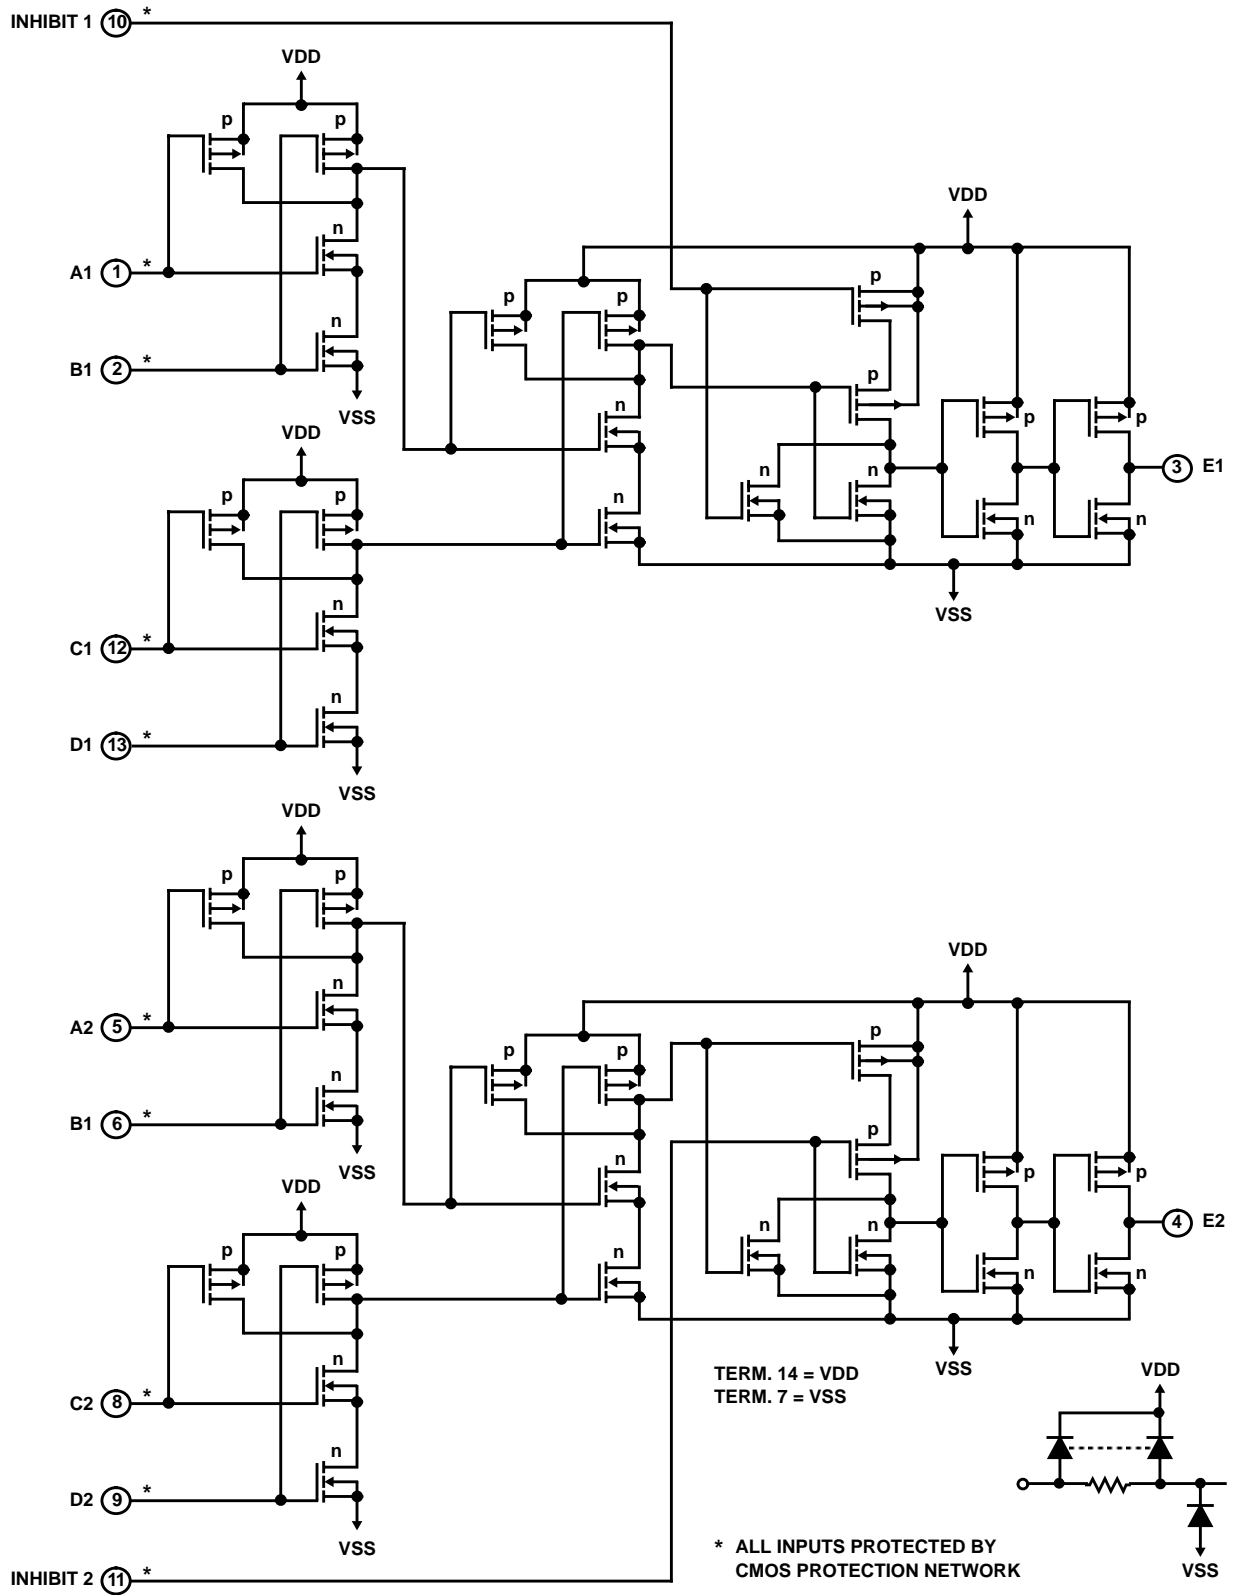 INHIBIT 1 10 *
VDD
p p
n
A1 1 *
n
B1 2 *
VSS
VDD
p p
n
C1 12 *
n
D1 13 *
VSS
p p
n
n
VDD
p
p
n n
p p
n n
3 E1
VSS
VDD
p p
n
A2 5 *
n
B1 6 *
VSS
VDD
p p
n
C2 8 *
n
D2 9 *
VSS
INHIBIT 2 11 *
p p
n
n
VDD
p
p
n n
p p
n n
4 E2
VSS
TERM. 14 = VDD
TERM. 7 = VSS
VDD
VSS
* ALL INPUTS PROTECTED BY
CMOS PROTECTION NETWORK